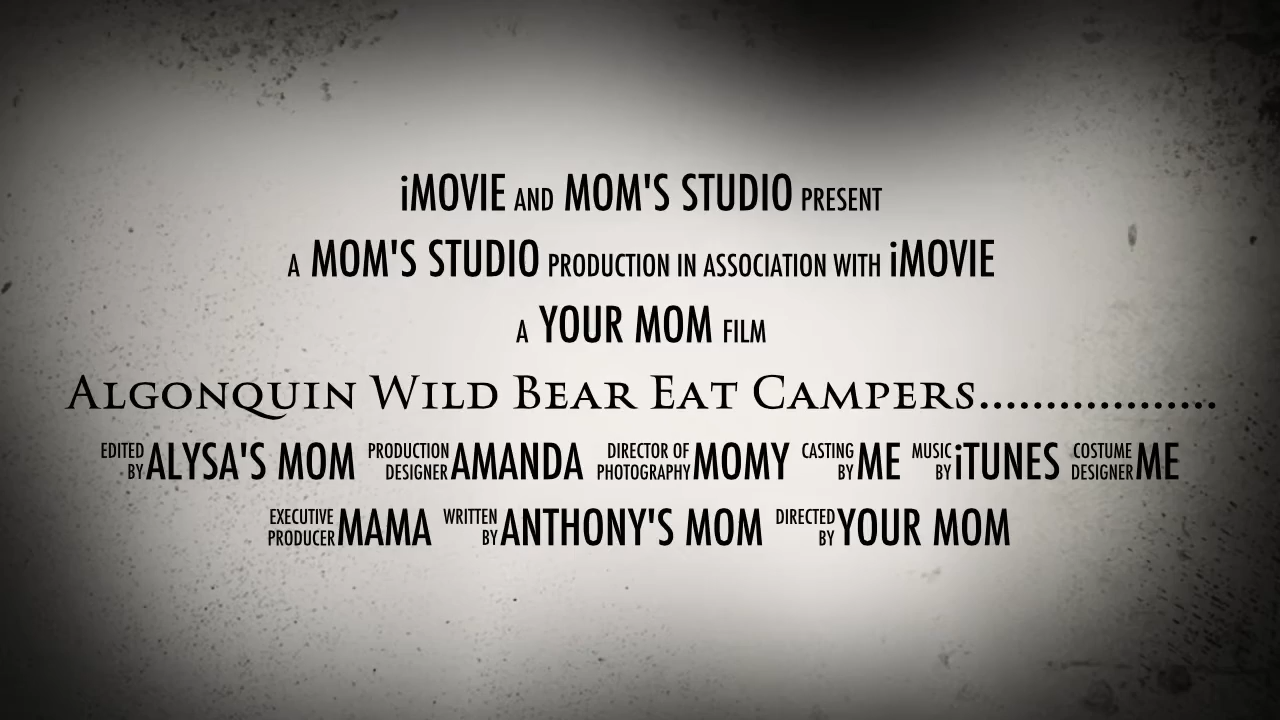 iMOVIE AND MOM'S STUDIO PRESENT
A MOM'S STUDIO PRODUCTION IN ASSOCIATION WITH iMOVIE
A YOUR MOM FILM
ALGONQUIN WILD BEAR EAT CAMPERS..................
EDITED BY ALYSA'S MOM PRODUCTION DESIGNER AMANDA DIRECTOR OF PHOTOGRAPHY MOMY CASTING BY ME MUSIC BY iTUNES COSTUME DESIGNER ME
EXECUTIVE PRODUCER MAMA WRITTEN BY ANTHONY'S MOM DIRECTED BY YOUR MOM